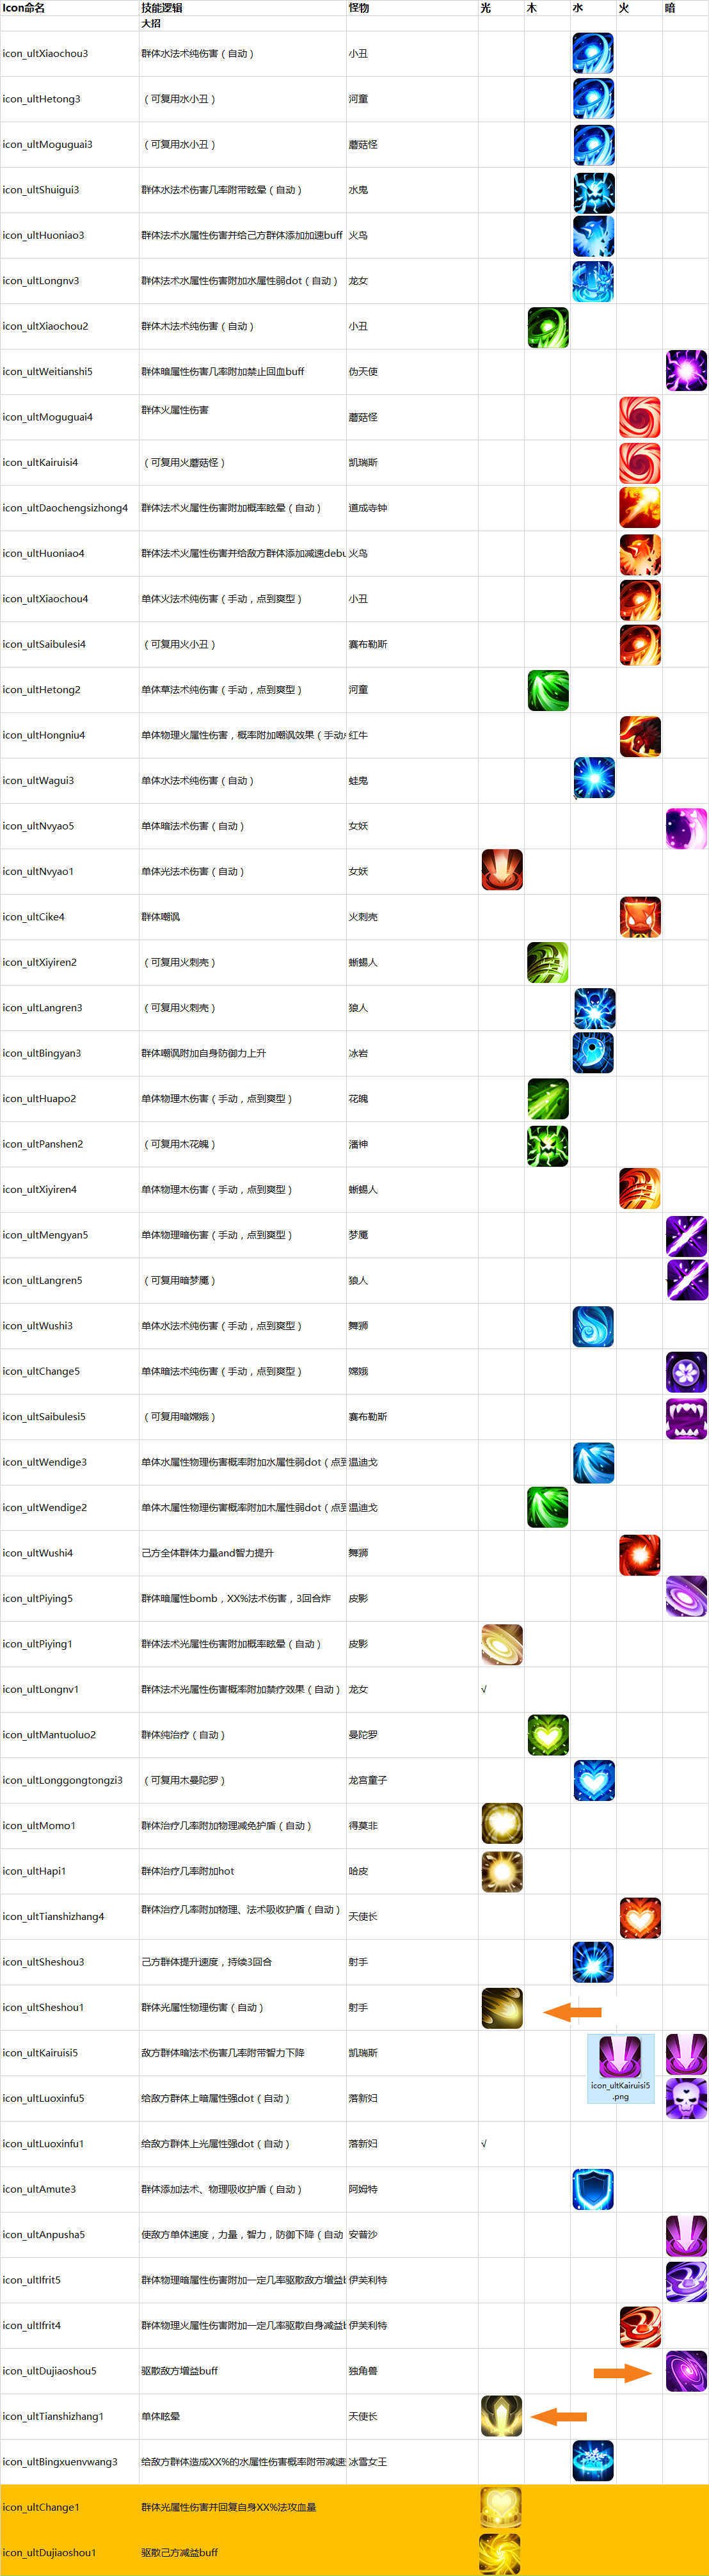 Icon命名 技能逻辑 怪物 光 木 水 火 暗
大招
icon_ultXiaochou3 群体水法术纯伤害（自动） 小丑
icon_ultHetong3 （可复用水小丑） 河童
icon_ultMoguguai3 （可复用水小丑） 蘑菇怪
icon_ultShuigui3 群体水法术伤害几率附带眩晕（自动） 水鬼
icon_ultHuoniao3 群体法术水属性伤害并给己方群体添加加速buff 火鸟
icon_ultLongnv3 群体法术水属性伤害附加水属性弱dot（自动） 龙女
icon_ultXiaochou2 群体木法术纯伤害（自动） 小丑
icon_ultWeitianshi5 群体暗属性伤害几率附加禁止回血buff 伪天使
icon_ultMoguguai4 群体火属性伤害 蘑菇怪
icon_ultKairuisi4 （可复用火蘑菇怪） 凯瑞斯
icon_ultDaochengsizhong4 群体法术火属性伤害附加概率眩晕（自动） 道成寺钟
icon_ultHuoniao4 群体法术火属性伤害并给敌方群体添加减速debu 火鸟
icon_ultXiaochou4 单体火法术纯伤害（手动，点到爽型） 小丑
icon_ultSaibulesi4 （可复用火小丑） 赛布勒斯
icon_ultHetong2 单体草法术纯伤害（手动，点到爽型） 河童
icon_ultHongniu4 单体物理火属性伤害，概率附加嘲讽效果（手动 红牛
icon_ultWagui3 单体水法术纯伤害（自动） 蛙鬼
icon_ultNvyao5 单体暗法术伤害（自动） 女妖
icon_ultNvyao1 单体光法术伤害（自动） 女妖
icon_ultCike4 群体嘲讽 火刺壳
icon_ultXiyiren2 （可复用火刺壳） 蜥蜴人
icon_ultLangren3 （可复用火刺壳） 狼人
icon_ultBingyan3 群体嘲讽附加自身防御力上升 冰岩
icon_ultHuapo2 单体物理木伤害（手动，点到爽型） 花魄
icon_ultPanshen2 （可复用木花魄） 潘神
icon_ultXiyiren4 单体物理木伤害（手动，点到爽型） 蜥蜴人
icon_ultMengyan5 单体物理暗伤害（手动，点到爽型） 梦魇
icon_ultLangren5 （可复用暗梦魇） 狼人
icon_ultWushi3 单体水法术纯伤害（手动，点到爽型） 舞狮
icon_ultChange5 单体暗法术纯伤害（手动，点到爽型） 嫦娥
icon_ultSaibulesi5 （可复用暗嫦娥） 赛布勒斯
icon_ultWendige3 单体水属性物理伤害概率附加水属性弱dot（点到 温迪戈
icon_ultWendige2 单体木属性物理伤害概率附加木属性弱dot（点到 温迪戈
icon_ultWushi4 己方全体群体力量and智力提升 舞狮
icon_ultPiying5 群体暗属性bomb，XX%法术伤害，3回合炸 皮影
icon_ultPiying1 群体法术光属性伤害附加概率眩晕（自动） 皮影
icon_ultLongnv1 群体法术光属性伤害概率附加禁疗效果（自动） 龙女 √
icon_ultMantuoluo2 群体纯治疗（自动） 曼陀罗
icon_ultLonggongtongzi3 （可复用木曼陀罗） 龙宫童子
icon_ultMomo1 群体治疗几率附加物理减免护盾（自动） 得莫非
icon_ultHapi1 群体治疗几率附加hot 哈皮
icon_ultTianshizhang4 群体治疗几率附加物理、法术吸收护盾（自动） 天使长
icon_ultSheshou3 己方群体提升速度，持续3回合 射手
icon_ultSheshou1 群体光属性物理伤害（自动） 射手
icon_ultKairuisi5 敌方群体暗法术伤害几率附带智力下降 凯瑞斯
icon_ultKairuisi5
.png
icon_ultLuoxinfu5 给敌方群体上暗属性强dot（自动） 落新妇
icon_ultLuoxinfu1 给敌方群体上光属性强dot（自动） 落新妇 √
icon_ultAmute3 群体添加法术、物理吸收护盾（自动） 阿姆特
icon_ultAnpusha5 使敌方单体速度，力量，智力，防御下降（自动 安普沙
icon_ultIfrit5 群体物理暗属性伤害附加一定几率驱散敌方增益b 伊芙利特
icon_ultIfrit4 群体物理火属性伤害附加一定几率驱散自身减益b 伊芙利特
icon_ultDujiaoshou5 驱散敌方增益buff 独角兽
icon_ultTianshizhang1 单体眩晕 天使长
icon_ultBingxuenvwang3 给敌方群体造成XX%的水属性伤害概率附带减速 冰雪女王
icon_ultChange1 群体光属性伤害并回复自身XX%法攻血量
icon_ultDujiaoshou1 驱散己方减益buff